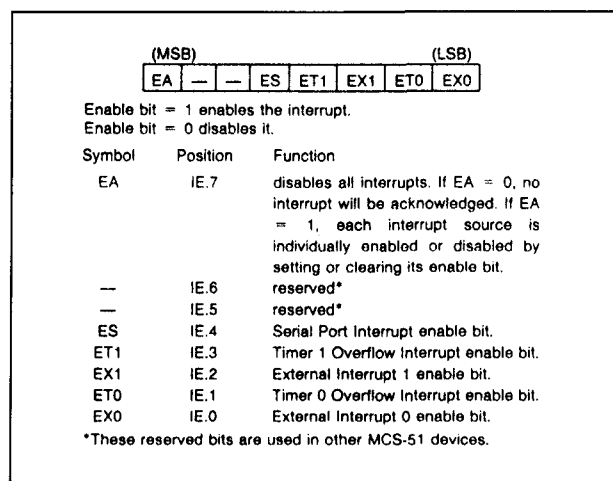 (MSB) (LSB)
EA — — ES ET1 EX1 ET0 EX0
Enable bit = 1 enables the interrupt.
Enable bit = 0 disables it.
Symbol Position Function
EA IE.7 disables all interrupts. If EA = 0, no
interrupt will be acknowledged. If EA
= 1, each interrupt source is
individually enabled or disabled by
setting or clearing its enable bit.
— IE.6 reserved*
— IE.5 reserved*
ES IE.4 Serial Port Interrupt enable bit.
ET1 IE.3 Timer 1 Overflow Interrupt enable bit.
EX1 IE.2 External Interrupt 1 enable bit.
ET0 IE.1 Timer 0 Overflow Interrupt enable bit.
EX0 IE.0 External Interrupt 0 enable bit.
*These reserved bits are used in other MCS-51 devices.